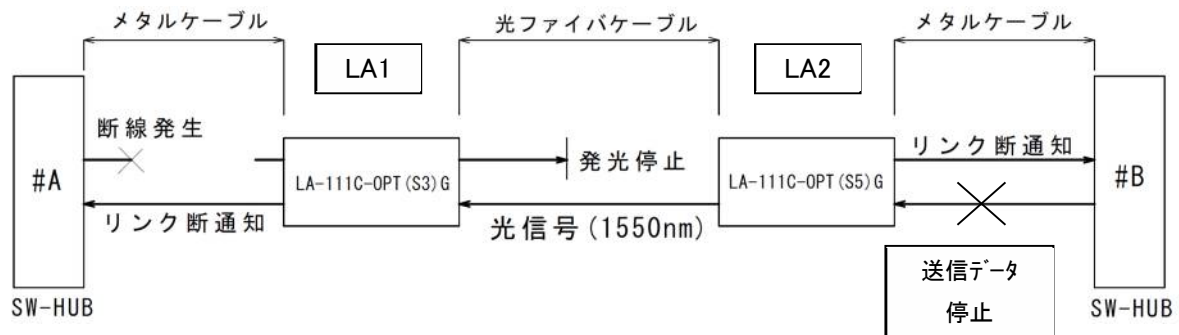 メタルケーブル
光ファイバケーブル
メタルケーブル
LA1
LA2
断線発生
#A
LA-111C-OPT(S3)G
発光停止
LA-111C-OPT(S5)G
リンク断通知
#B
リンク断通知
光信号(1550nm)
送信データ
停止
SW-HUB
SW-HUB